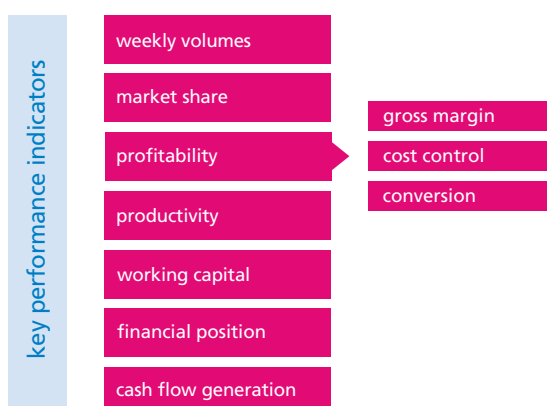 key performance indicators
weekly volumes
market share
profitability
gross margin
cost control
conversion
productivity
working capital
financial position
cash flow generation